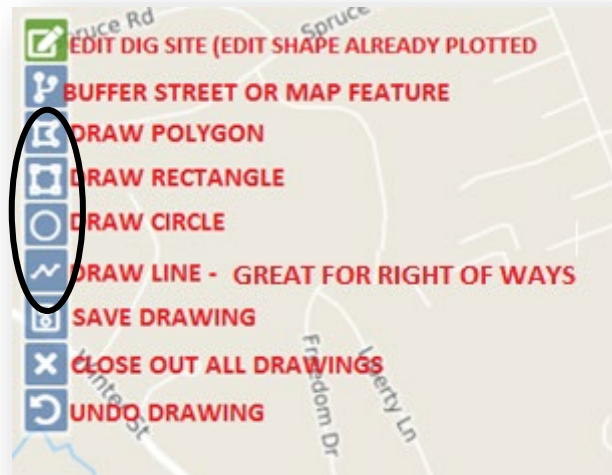 Spruce Rd
Spruce
EDIT DIG SITE (EDIT SHAPE ALREADY PLOTTED
BUFFER STREET OR MAP FEATURE
DRAW POLYGON
DRAW RECTANGLE
DRAW CIRCLE
DRAW LINE - GREAT FOR RIGHT OF WAYS
SAVE DRAWING
CLOSE OUT ALL DRAWINGS
UNDO DRAWING
Winter St
Freedom Dr
Liberty Ln